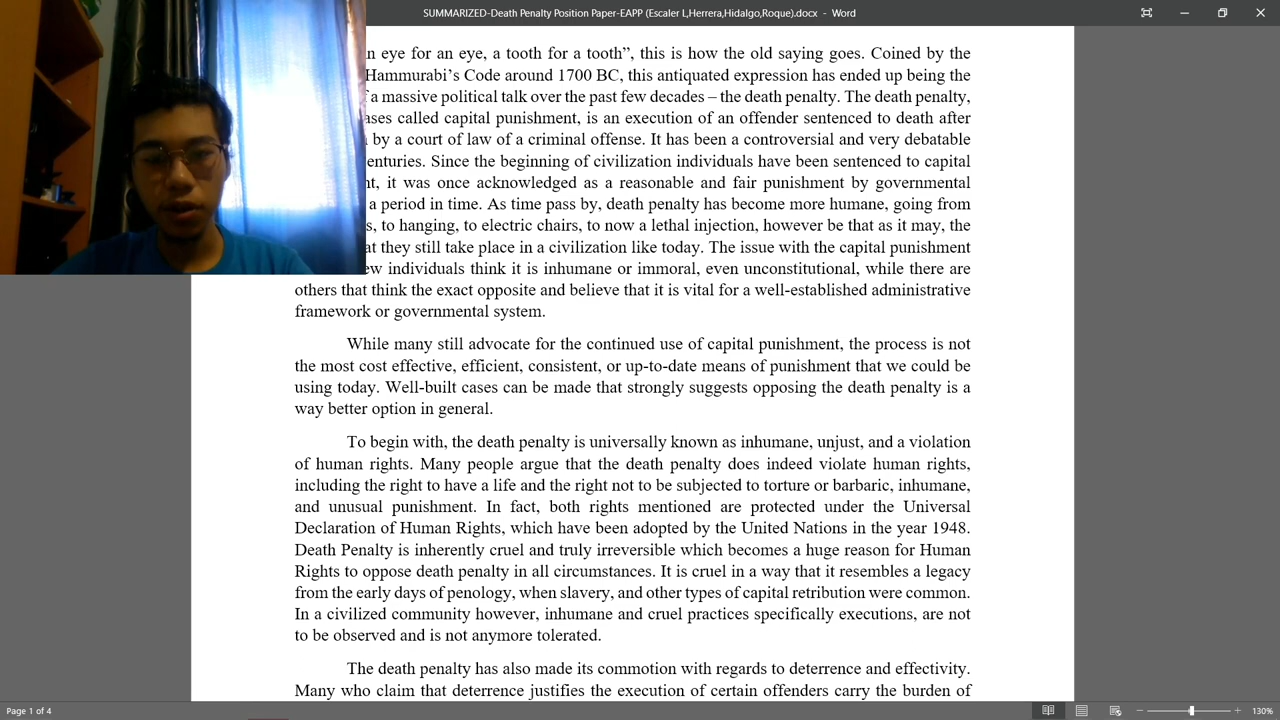 SUMMARIZED-Death Penalty Position Paper-EAPP (Escaler L,Herrera,Hidalgo,Roque).docx - Word
n eye for an eye, a tooth for a tooth”, this is how the old saying goes. Coined by the
Hammurabi’s Code around 1700 BC, this antiquated expression has ended up being the
a massive political talk over the past few decades – the death penalty. The death penalty,
ases called capital punishment, is an execution of an offender sentenced to death after
by a court of law of a criminal offense. It has been a controversial and very debatable
enturies. Since the beginning of civilization individuals have been sentenced to capital
nt, it was once acknowledged as a reasonable and fair punishment by governmental
a period in time. As time pass by, death penalty has become more humane, going from
s, to hanging, to electric chairs, to now a lethal injection, however be that as it may, the
at they still take place in a civilization like today. The issue with the capital punishment
ew individuals think it is inhumane or immoral, even unconstitutional, while there are
others that think the exact opposite and believe that it is vital for a well-established administrative
framework or governmental system.
While many still advocate for the continued use of capital punishment, the process is not
the most cost effective, efficient, consistent, or up-to-date means of punishment that we could be
using today. Well-built cases can be made that strongly suggests opposing the death penalty is a
way better option in general.
To begin with, the death penalty is universally known as inhumane, unjust, and a violation
of human rights. Many people argue that the death penalty does indeed violate human rights,
including the right to have a life and the right not to be subjected to torture or barbaric, inhumane,
and unusual punishment. In fact, both rights mentioned are protected under the Universal
Declaration of Human Rights, which have been adopted by the United Nations in the year 1948.
Death Penalty is inherently cruel and truly irreversible which becomes a huge reason for Human
Rights to oppose death penalty in all circumstances. It is cruel in a way that it resembles a legacy
from the early days of penology, when slavery, and other types of capital retribution were common.
In a civilized community however, inhumane and cruel practices specifically executions, are not
to be observed and is not anymore tolerated.
The death penalty has also made its commotion with regards to deterrence and effectivity.
Many who claim that deterrence justifies the execution of certain offenders carry the burden of
Page 1 of 4
130%